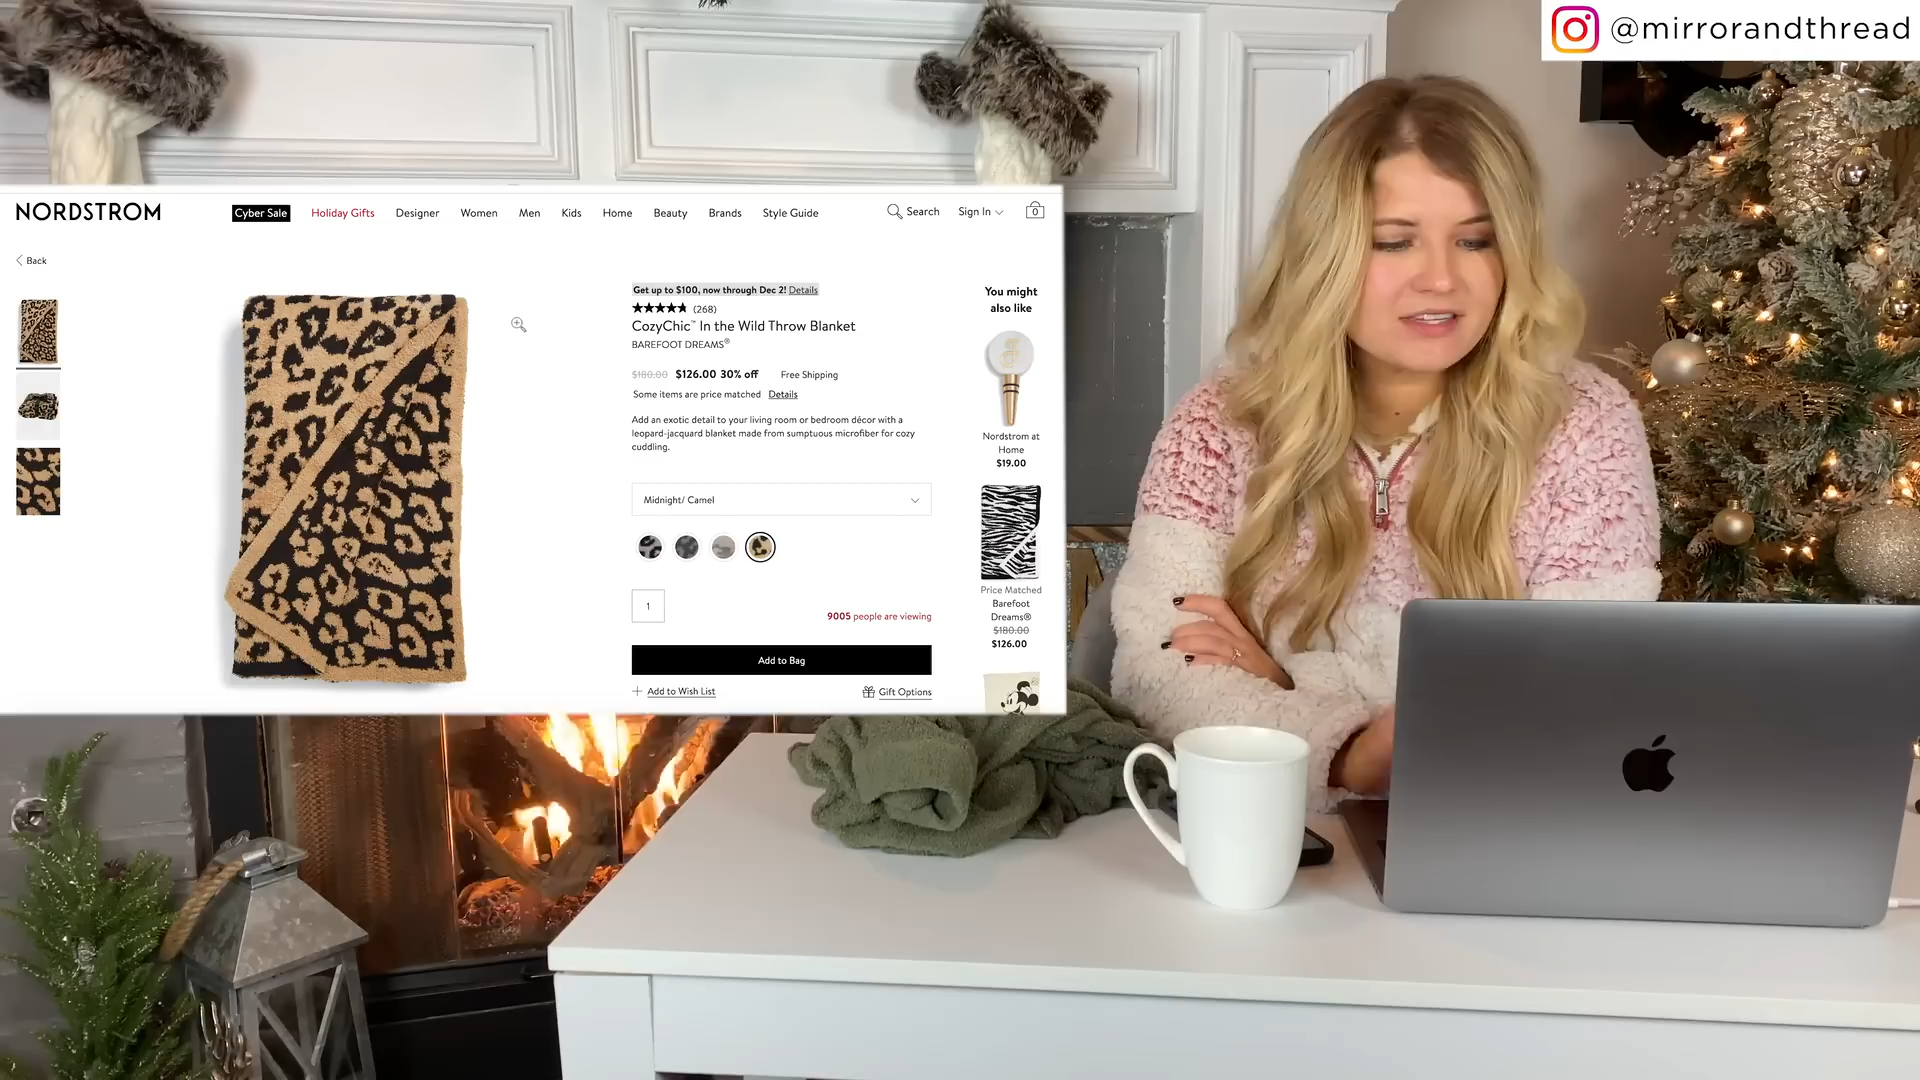 @mirrorandthread
NORDSTROM
Cyber Sale
Holiday Gifts
Designer
Women
Men
Kids
Home
Beauty
Brands
Style Guide
Search
Sign In
0
Back
Get up to $100, now through Dec 2! Details
(268)
CozyChic™ In the Wild Throw Blanket
BAREFOOT DREAMS®
$180.00 $126.00 30% off Free Shipping
Some items are price matched Details
Add an exotic detail to your living room or bedroom décor with a
leopard-jacquard blanket made from sumptuous microfiber for cozy
cuddling.
Midnight/ Camel
1
9005 people are viewing
Add to Bag
Add to Wish List
Gift Options
You might
also like
Nordstrom at
Home
$19.00
Price Matched
Barefoot
Dreams®
$180.00
$126.00